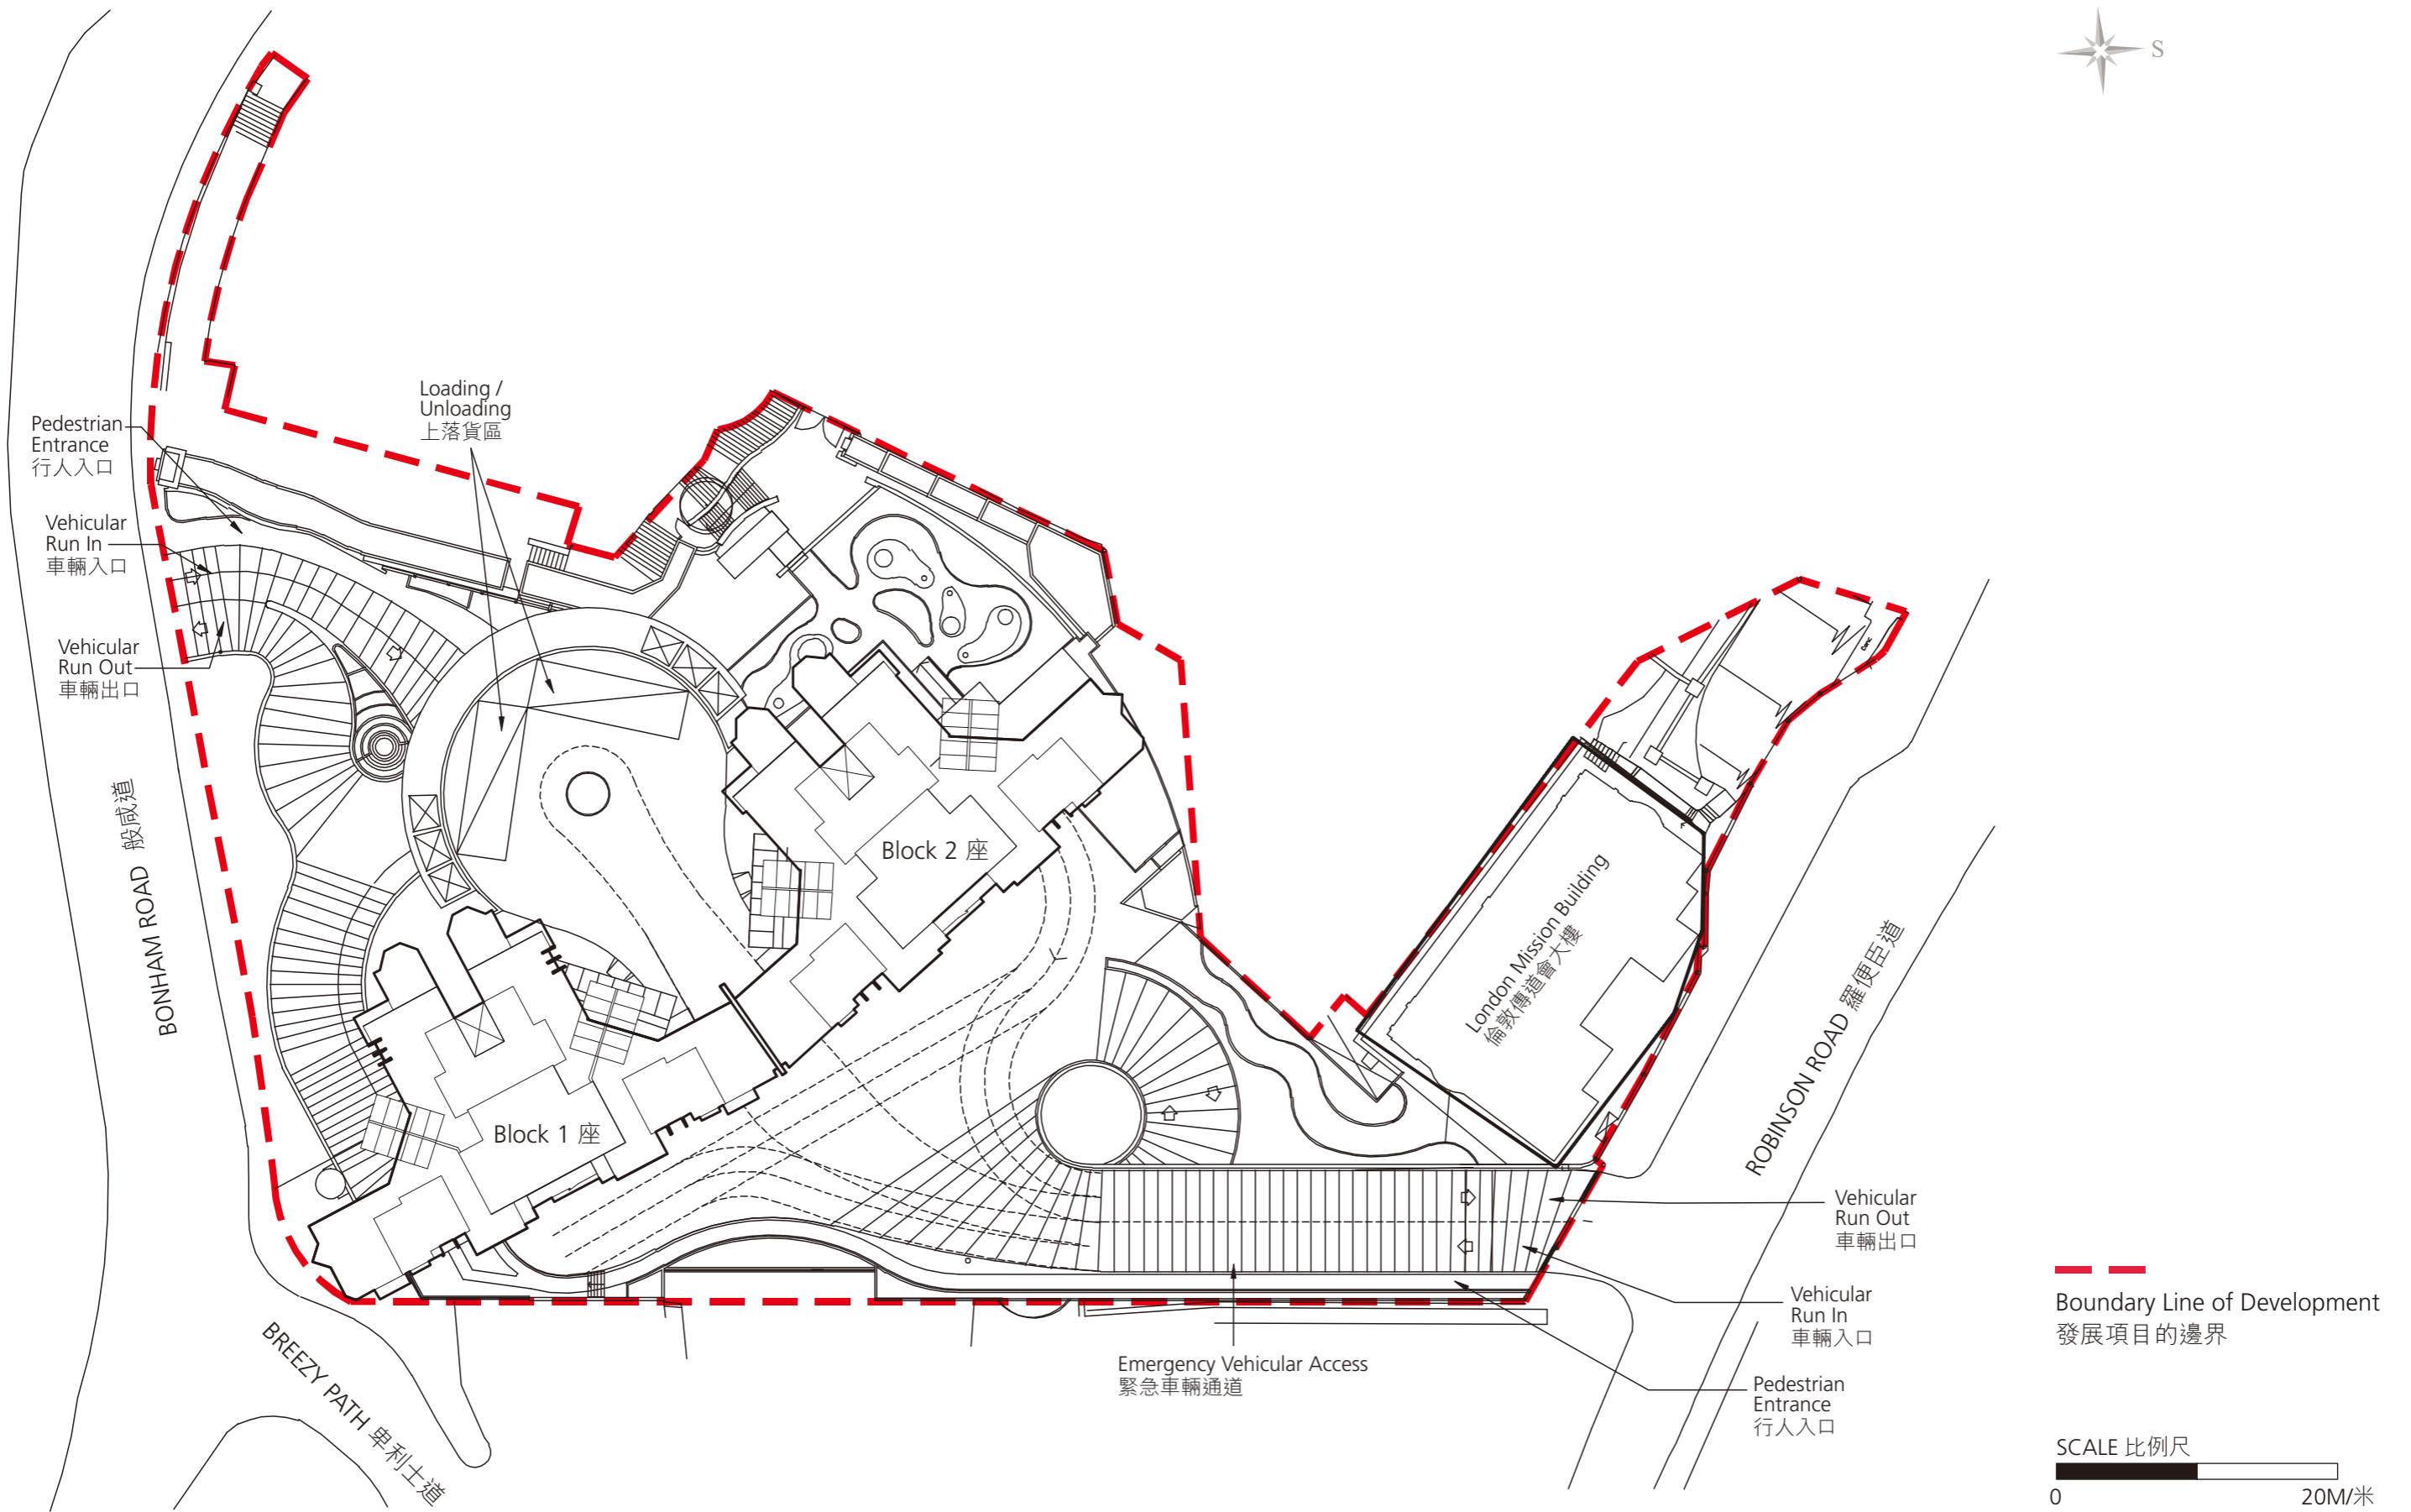 S
Loading /
Unloading
上落貨區
Pedestrian
Entrance
行人入口
Vehicular
Run In
車輛入口
Vehicular
Run Out
車輛出口
BONHAM ROAD 般咸道
Block 2 座
Block 1 座
London Mission Building
倫敦傳道會大樓
ROBINSON ROAD 羅便臣道
Vehicular
Run Out
車輛出口
Vehicular
Run In
車輛入口
Pedestrian
Entrance
行人入口
Emergency Vehicular Access
緊急車輛通道
BREEZY PATH 卑利士道
Boundary Line of Development
發展項目的邊界
SCALE 比例尺
0 20M/米